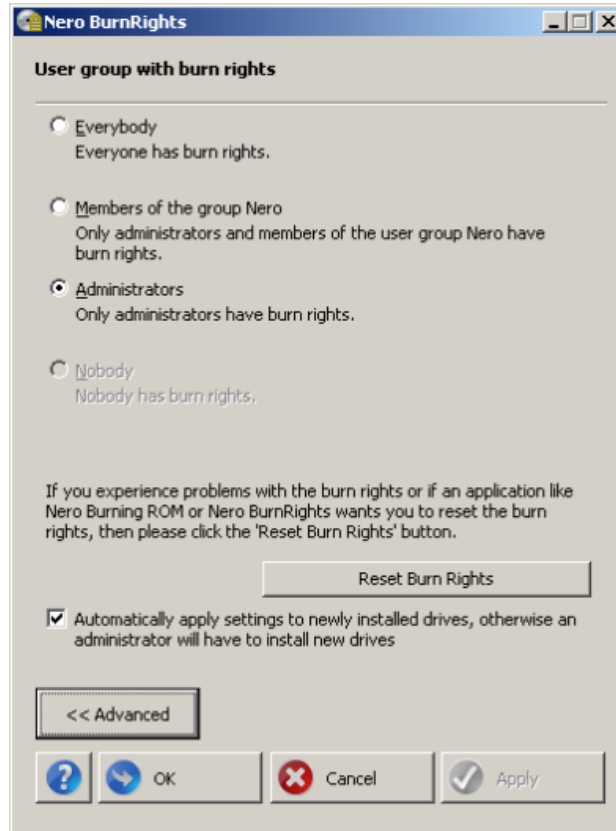 Nero BurnRights
User group with burn rights
Everybody
Everyone has burn rights.
Members of the group Nero
Only administrators and members of the user group Nero have
burn rights.
Administrators
Only administrators have burn rights.
Nobody
Nobody has burn rights.
If you experience problems with the burn rights or if an application like
Nero Burning ROM or Nero BurnRights wants you to reset the burn
rights, then please click the 'Reset Burn Rights' button.
Reset Burn Rights
Automatically apply settings to newly installed drives, otherwise an
administrator will have to install new drives
<< Advanced
? OK Cancel Apply